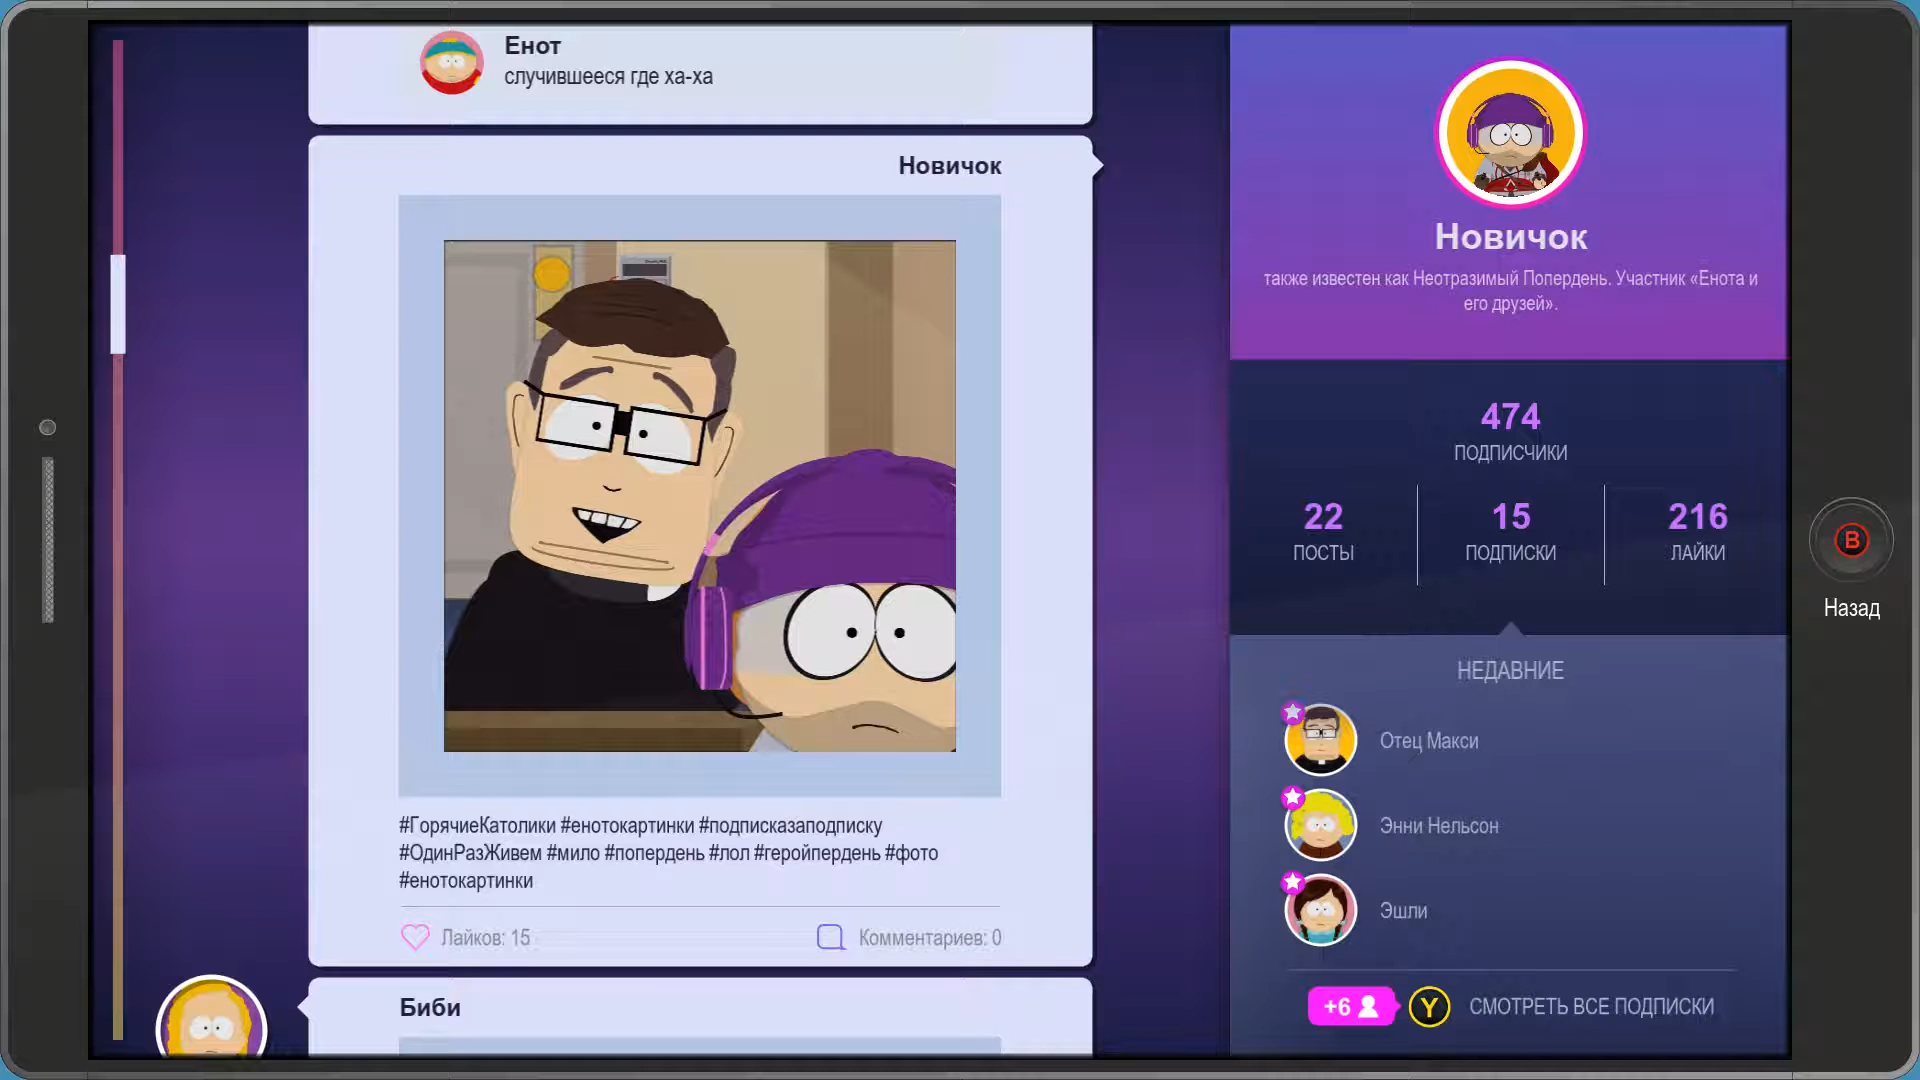 Енот
случившееся где ха-ха
Новичок
#ГорячиеКатолики #енотокартинки #подписказаподписку
#ОдинРазЖивем #мило #попердень #лол #геройпердень #фото
#енотокартинки
Лайков: 15
Комментариев: 0
Биби
Новичок
также известен как Неотразимый Попердень. Участник «Енота и
его друзей».
474
ПОДПИСЧИКИ
22
ПОСТЫ
15
ПОДПИСКИ
216
ЛАЙКИ
НЕДАВНИЕ
Отец Макси
Энни Нельсон
Эшли
+6
Y
СМОТРЕТЬ ВСЕ ПОДПИСКИ
B
Назад